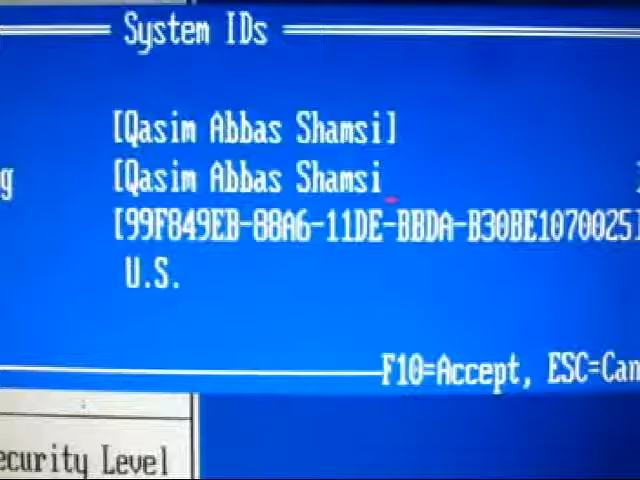 System IDs
[Qasim Abbas Shamsi]
g [Qasim Abbas Shamsi
[99F849EB-88A6-11DE-BBDA-B30BE1070025]
U.S.
F10=Accept, ESC=Can
ecurity Level